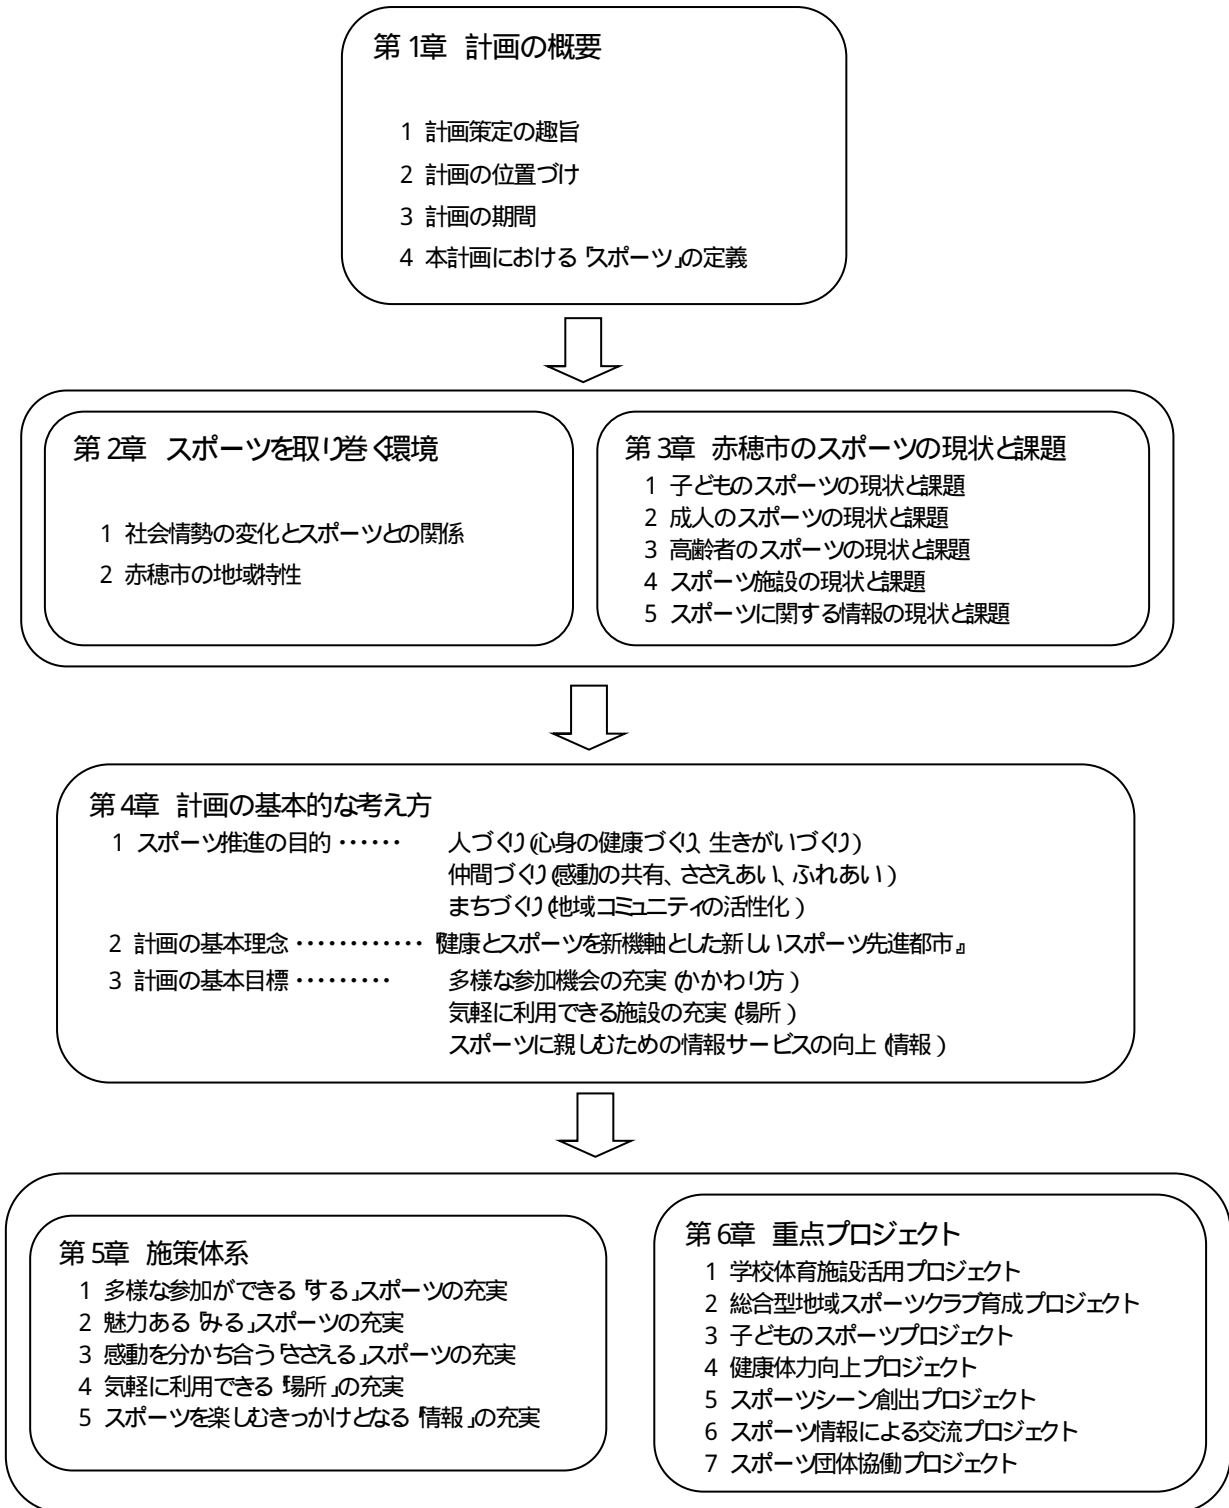 第1章 計画の概要
1 計画策定の趣旨
2 計画の位置づけ
3 計画の期間
4 本計画における「スポーツ」の定義
第2章 スポーツを取り巻く環境
1 社会情勢の変化とスポーツとの関係
2 赤穂市の地域特性
第3章 赤穂市のスポーツの現状と課題
1 子どものスポーツの現状と課題
2 成人のスポーツの現状と課題
3 高齢者のスポーツの現状と課題
4 スポーツ施設の現状と課題
5 スポーツに関する情報の現状と課題
第4章 計画の基本的な考え方
1 スポーツ推進の目的 ・・・・・・ 人づくり(心身の健康づくり、生きがいづくり)
仲間づくり(感動の共有、ささえあい、ふれあい)
まちづくり(地域コミュニティの活性化)
2 計画の基本理念 ・・・・・・・・・・・・ 『健康とスポーツを新機軸とした新しいスポーツ先進都市』
3 計画の基本目標 ・・・・・・・・・ 多様な参加機会の充実(かかわり方)
気軽に利用できる施設の充実(場所)
スポーツに親しむための情報サービスの向上(情報)
第5章 施策体系
1 多様な参加ができる「する」スポーツの充実
2 魅力ある「みる」スポーツの充実
3 感動を分かち合う「ささえる」スポーツの充実
4 気軽に利用できる「場所」の充実
5 スポーツを楽しむきっかけとなる「情報」の充実
第6章 重点プロジェクト
1 学校体育施設活用プロジェクト
2 総合型地域スポーツクラブ育成プロジェクト
3 子どものスポーツプロジェクト
4 健康体力向上プロジェクト
5 スポーツシーン創出プロジェクト
6 スポーツ情報による交流プロジェクト
7 スポーツ団体協働プロジェクト